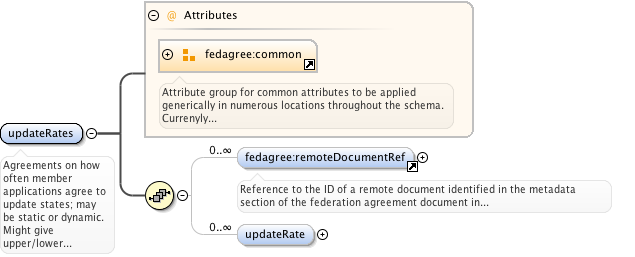 @ Attributes
fedagree:common
Attribute group for common attributes to be applied
generically in numerous locations throughout the schema.
Currenyly...
updateRates
Agreements on how
often member
applications agree to
update states; may
be static or dynamic.
Might give
upper/lower...
0..∞
fedagree:remoteDocumentRef
Reference to the ID of a remote document identified in the metadata
section of the federation agreement document in...
0..∞
updateRate